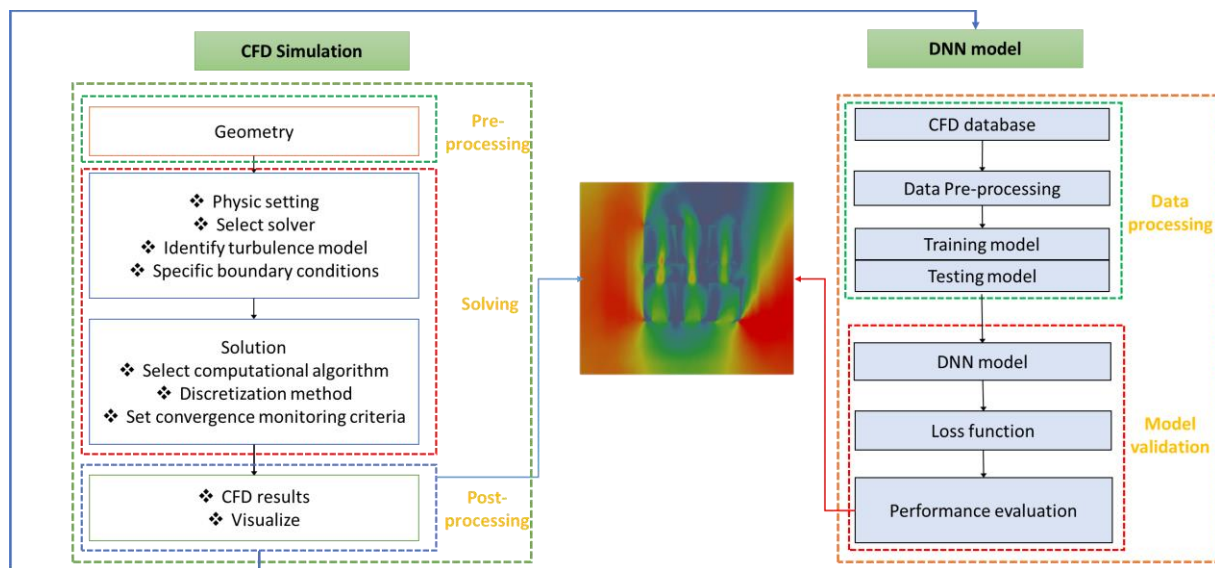 CFD Simulation
Geometry
Pre-
processing
❖ Physic setting
❖ Select solver
❖ Identify turbulence model
❖ Specific boundary conditions
Solving
Solution
❖ Select computational algorithm
❖ Discretization method
❖ Set convergence monitoring criteria
❖ CFD results
❖ Visualize
Post-
processing
DNN model
CFD database
Data Pre-processing
Training model
Testing model
Data
processing
DNN model
Loss function
Performance evaluation
Model
validation